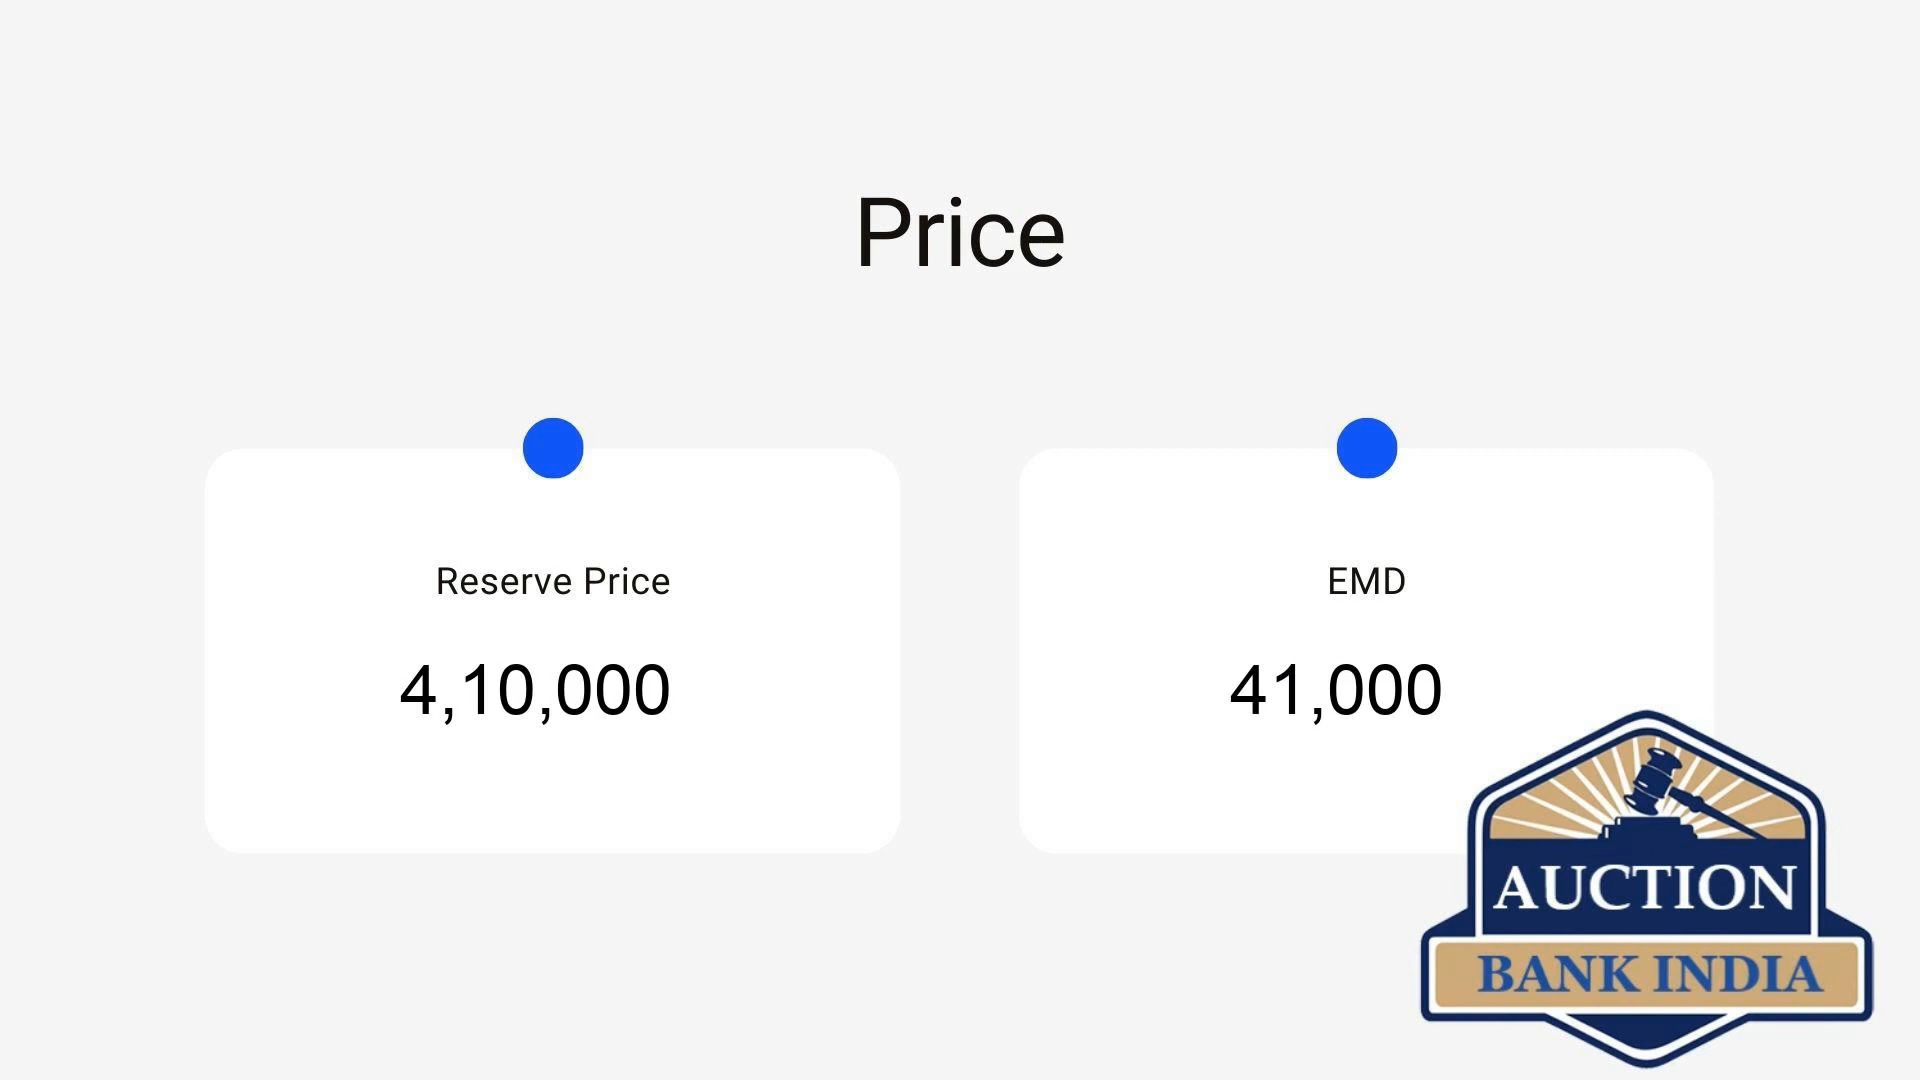 Price
Reserve Price
4,10,000
EMD
41,000
AUCTION
BANK INDIA